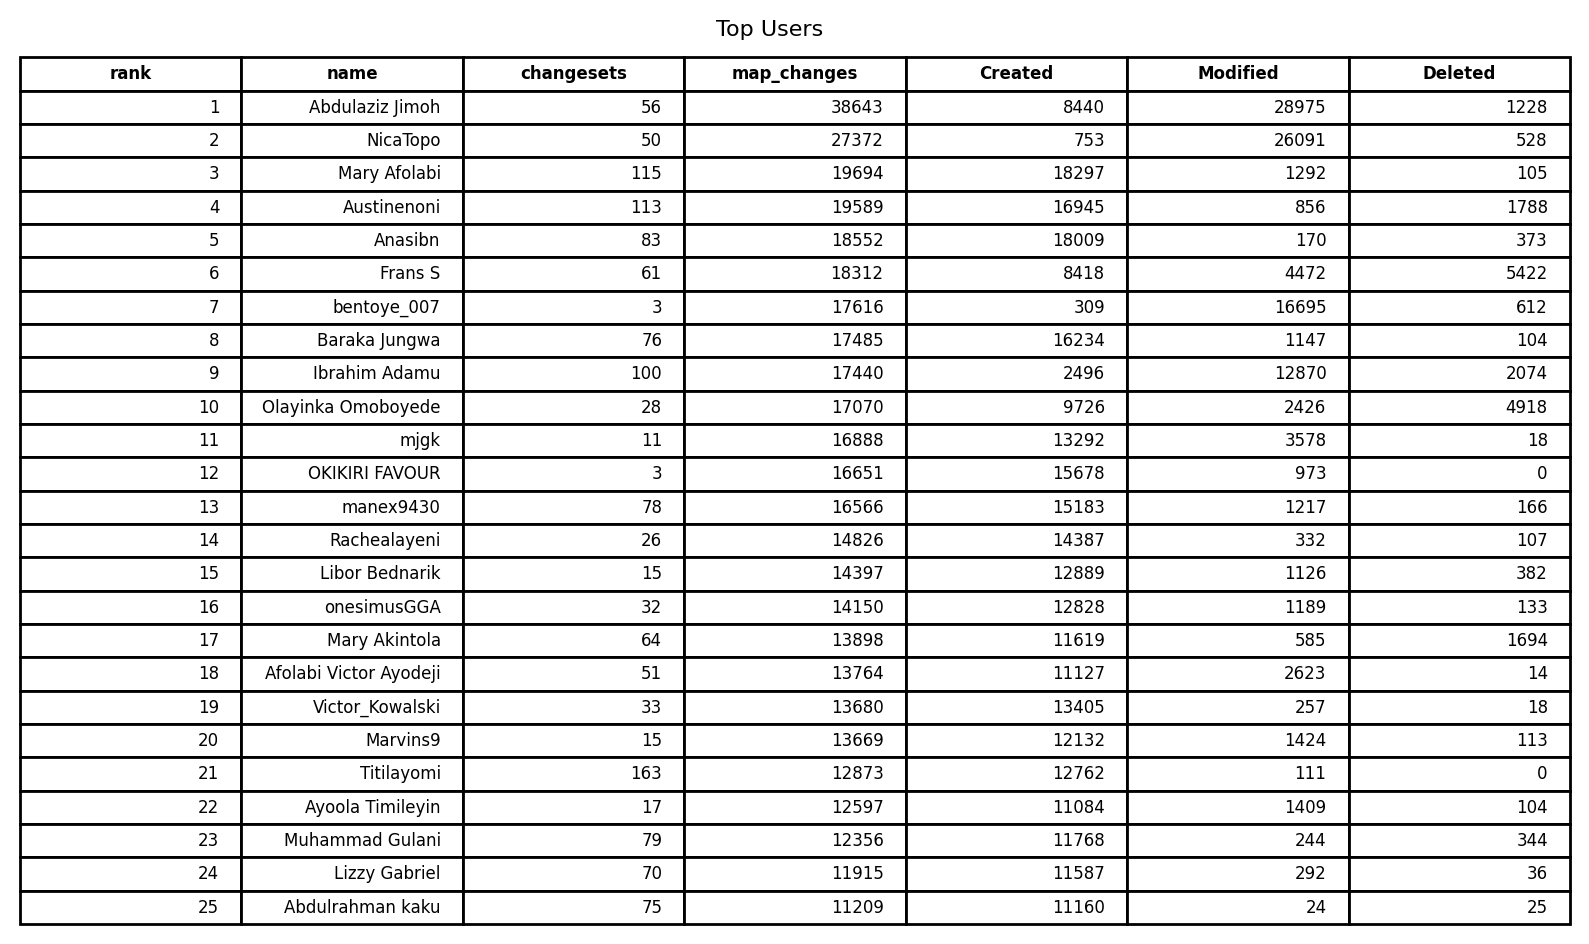 Top Users
rank name changesets map_changes Created Modified Deleted
1 Abdulaziz Jimoh 56 38643 8440 28975 1228
2 NicaTopo 50 27372 753 26091 528
3 Mary Afolabi 115 19694 18297 1292 105
4 Austinenoni 113 19589 16945 856 1788
5 Anasibn 83 18552 18009 170 373
6 Frans S 61 18312 8418 4472 5422
7 bentoye_007 3 17616 309 16695 612
8 Baraka Jungwa 76 17485 16234 1147 104
9 Ibrahim Adamu 100 17440 2496 12870 2074
10 Olayinka Omoboyede 28 17070 9726 2426 4918
11 mjgk 11 16888 13292 3578 18
12 OKIKIRI FAVOUR 3 16651 15678 973 0
13 manex9430 78 16566 15183 1217 166
14 Rachealayeni 26 14826 14387 332 107
15 Libor Bednarik 15 14397 12889 1126 382
16 onesimusGGA 32 14150 12828 1189 133
17 Mary Akintola 64 13898 11619 585 1694
18 Afolabi Victor Ayodeji 51 13764 11127 2623 14
19 Victor_Kowalski 33 13680 13405 257 18
20 Marvins9 15 13669 12132 1424 113
21 Titilayomi 163 12873 12762 111 0
22 Ayoola Timileyin 17 12597 11084 1409 104
23 Muhammad Gulani 79 12356 11768 244 344
24 Lizzy Gabriel 70 11915 11587 292 36
25 Abdulrahman kaku 75 11209 11160 24 25